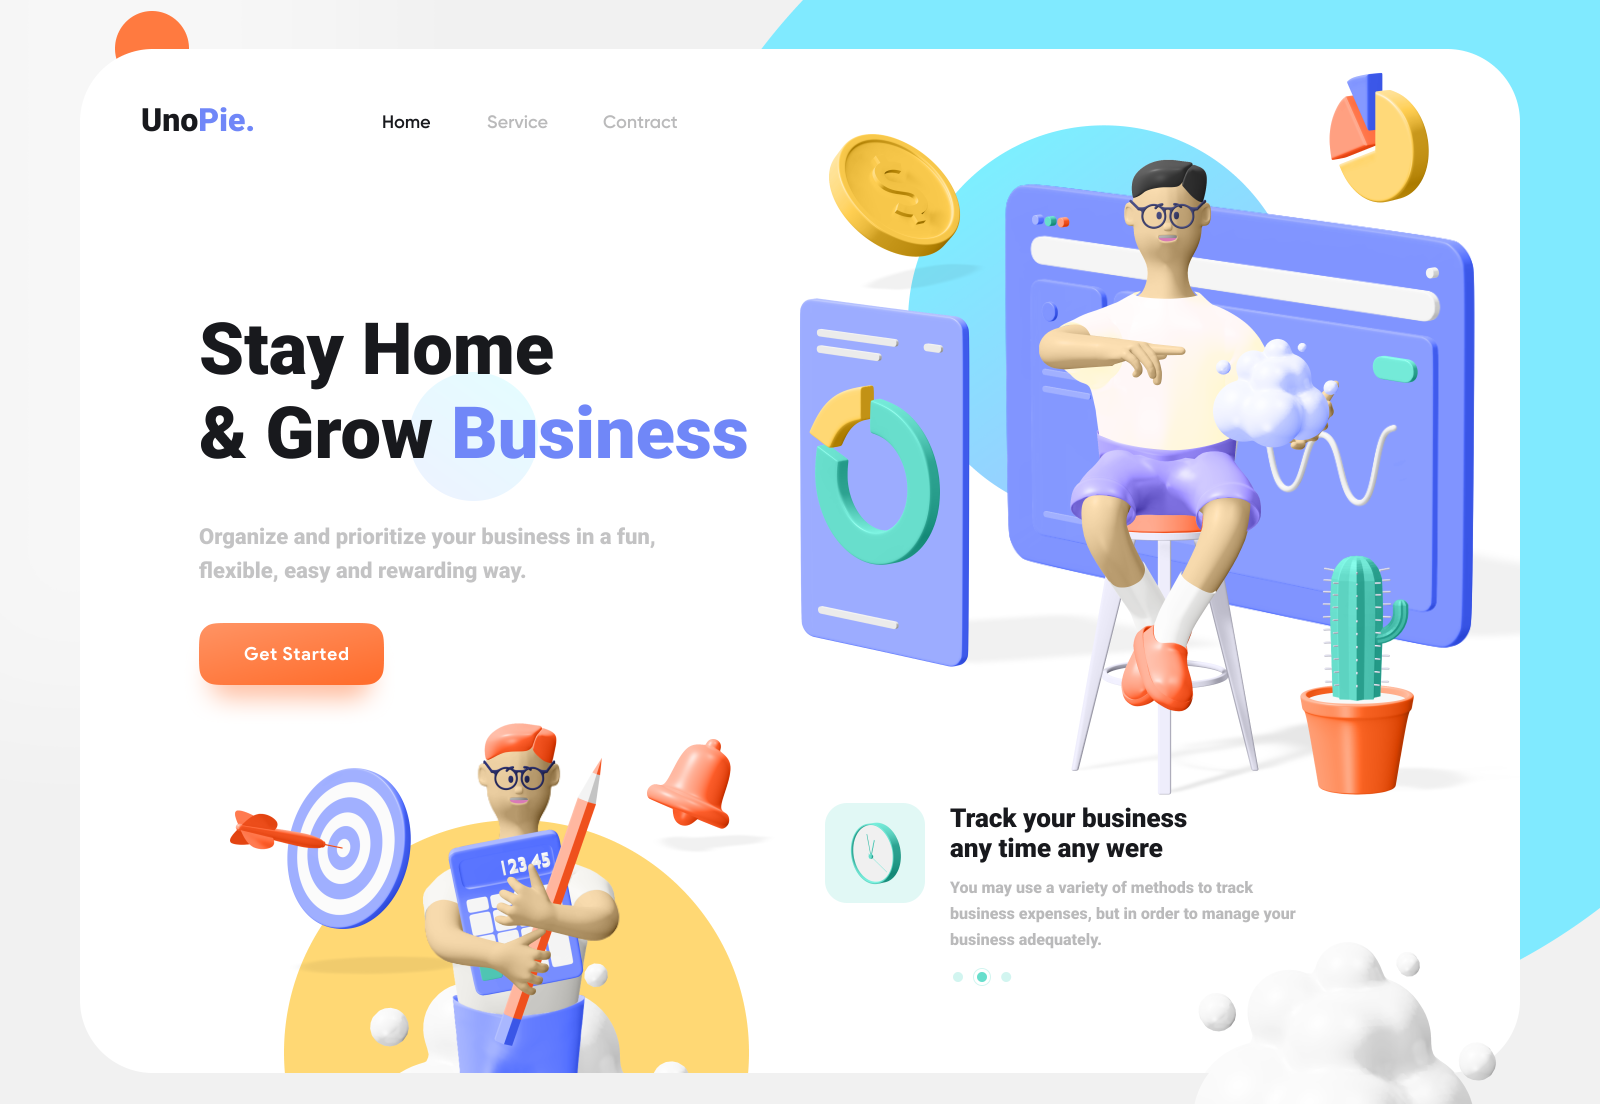 UnoPie.
Home Service Contract
Stay Home
& Grow Business
Organize and prioritize your business in a fun,
flexible, easy and rewarding way.
Get Started
$
123.45
Track your business
any time any were
You may use a variety of methods to track
business expenses, but in order to manage your
business adequately.